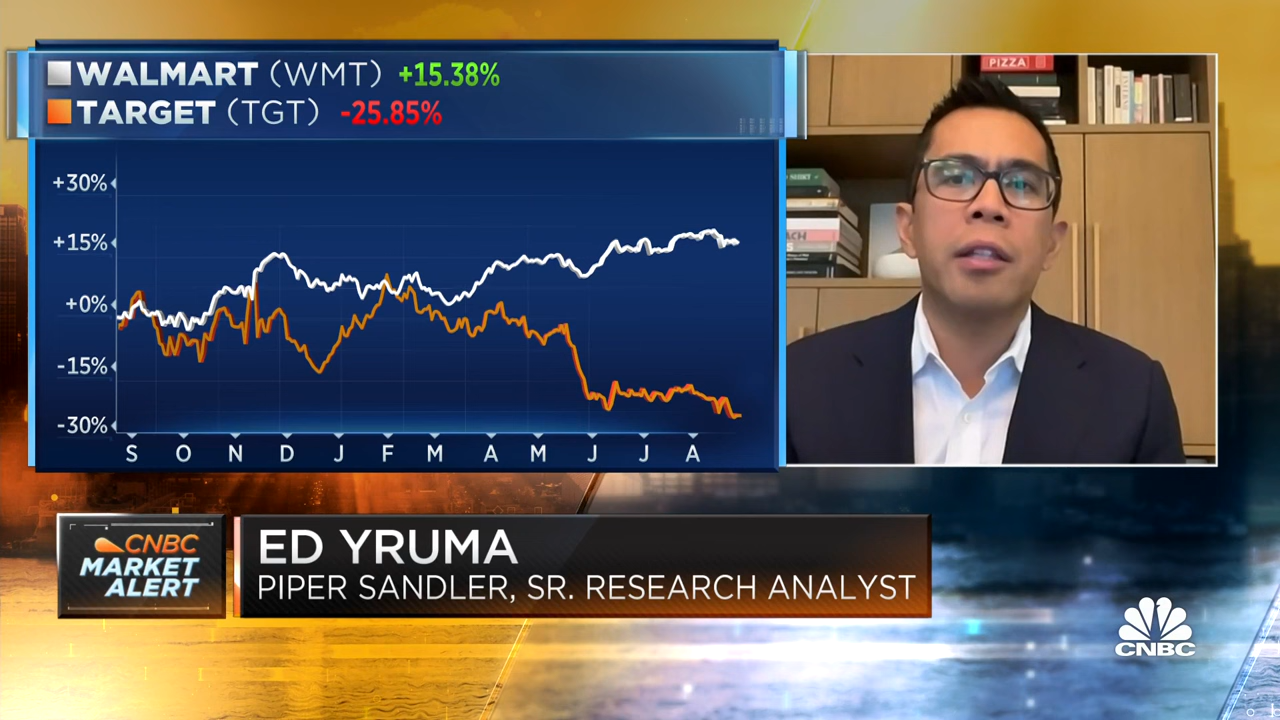 WALMART (WMT) +15.38%
TARGET (TGT) -25.85%
+30%
+15%
+0%
-15%
-30%
S O N D J F M A M J J A
PIZZA
CNBC
MARKET
ALERT
ED YRUMA
PIPER SANDLER, SR. RESEARCH ANALYST
CNBC